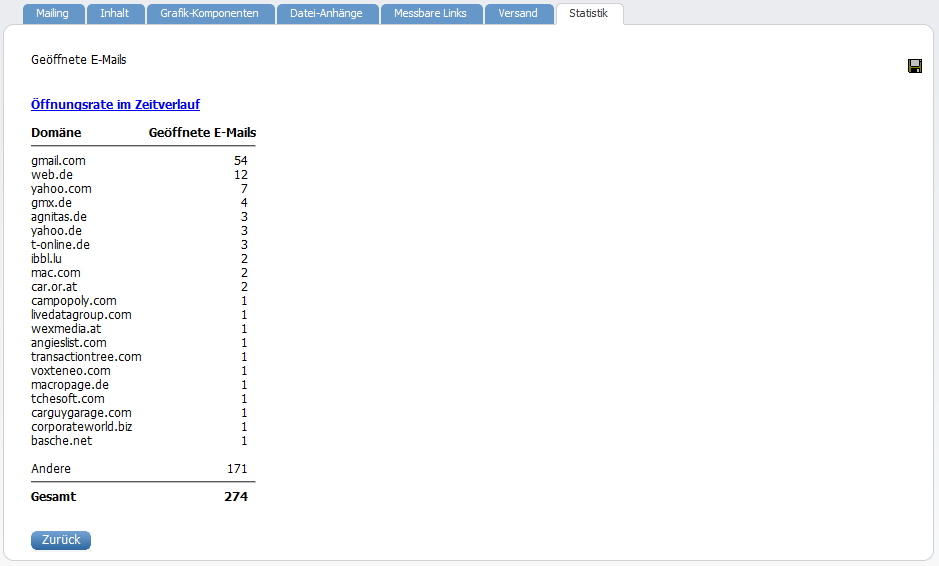 Mailing Inhalt Grafik-Komponenten Datei-Anhänge Messbare Links Versand Statistik
Geöffnete E-Mails
Öffnungsrate im Zeitverlauf
Domäne Geöffnete E-Mails
gmail.com 54
web.de 12
yahoo.com 7
gmx.de 4
agnitas.de 3
yahoo.de 3
t-online.de 3
ibbl.lu 2
mac.com 2
car.or.at 2
campopoly.com 1
livedatagroup.com 1
wexmedia.at 1
angieslist.com 1
transactiontree.com 1
voxteneo.com 1
macropage.de 1
tchesoft.com 1
carguygarage.com 1
corporateworld.biz 1
basche.net 1
Andere 171
Gesamt 274
Zurück